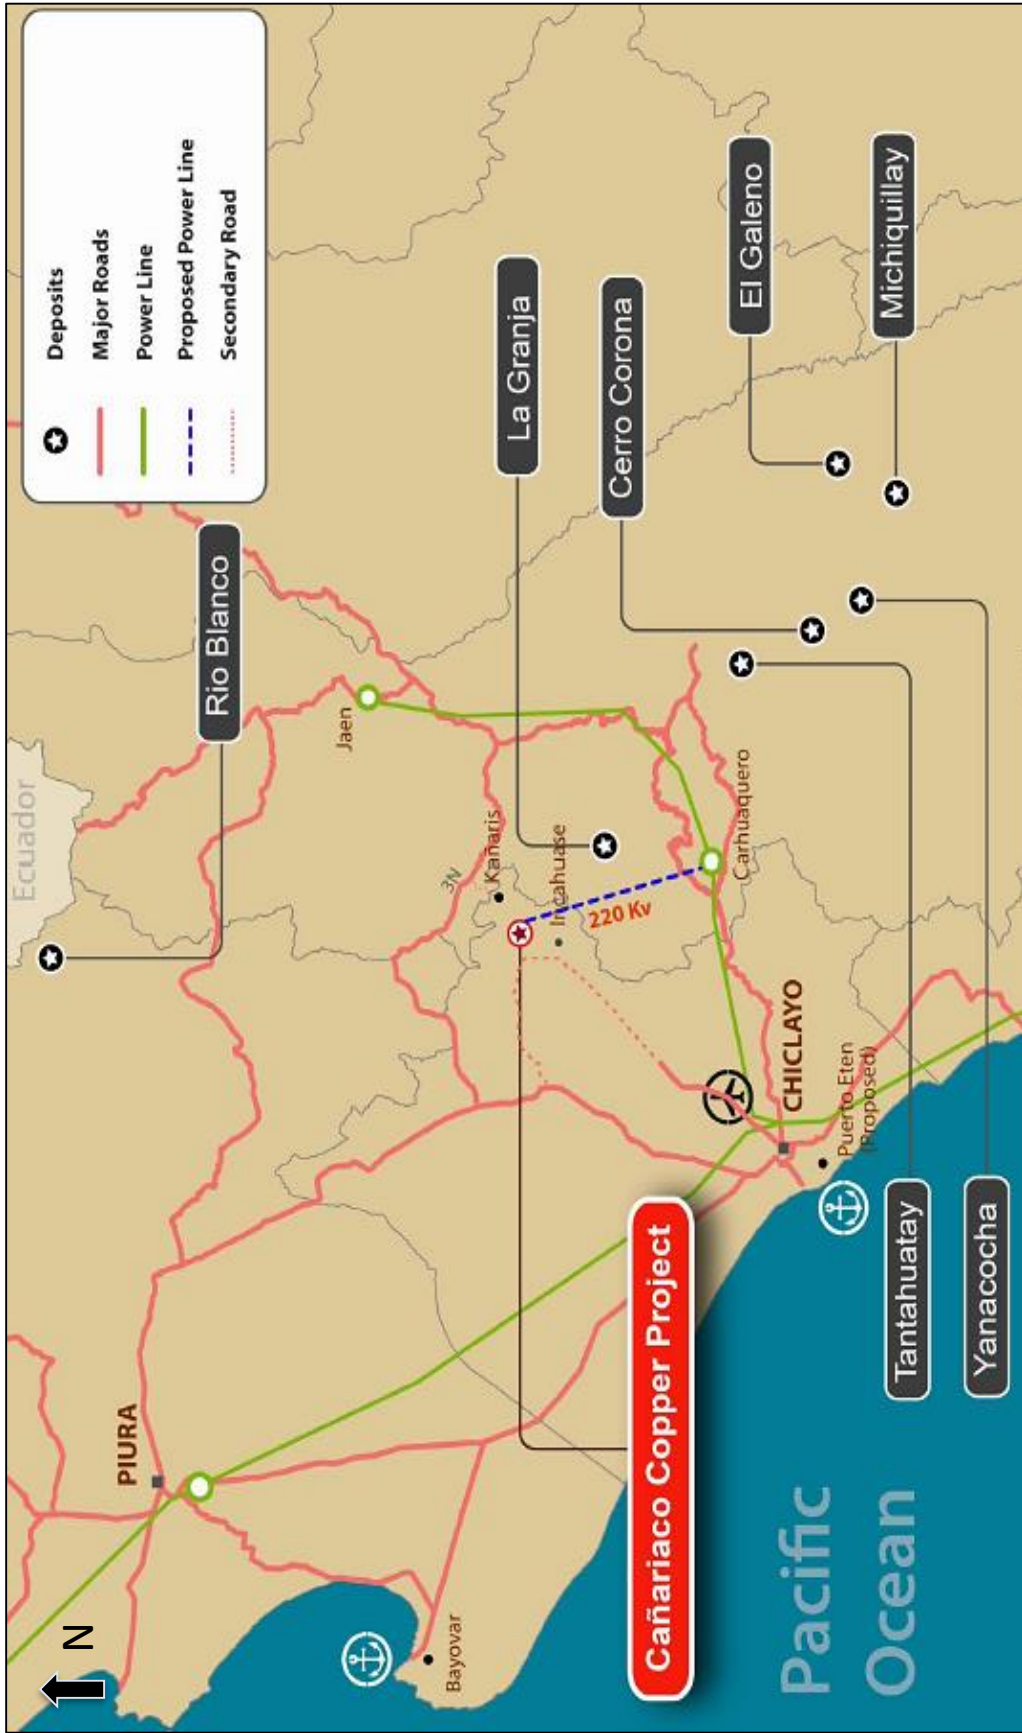 N
Ecuador
PIURA
Rio Blanco
Deposits
Major Roads
Power Line
Proposed Power Line
Secondary Road
Jaen
3N
Kañaris
Incahuase
220 Kv
La Granja
Cerro Corona
El Galeno
Michiquillay
Bayovar
Carhuaquero
CHICLAYO
Puerto Eten
(Proposed)
Cañariaco Copper Project
Tantahuatay
Yanacocha
Pacific
Ocean